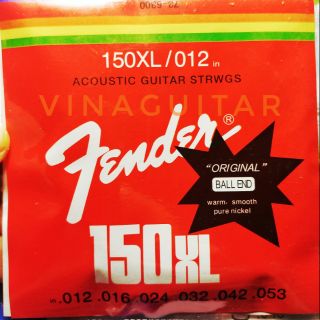 150XL/012 in
ACOUSTIC GUITAR STRWGS
VINAGUITAR
Fender®
"ORIGINAL"
BALL END
warm. smooth
pure nickel
150XL
in .012 .016 .024 .032 .042 .053